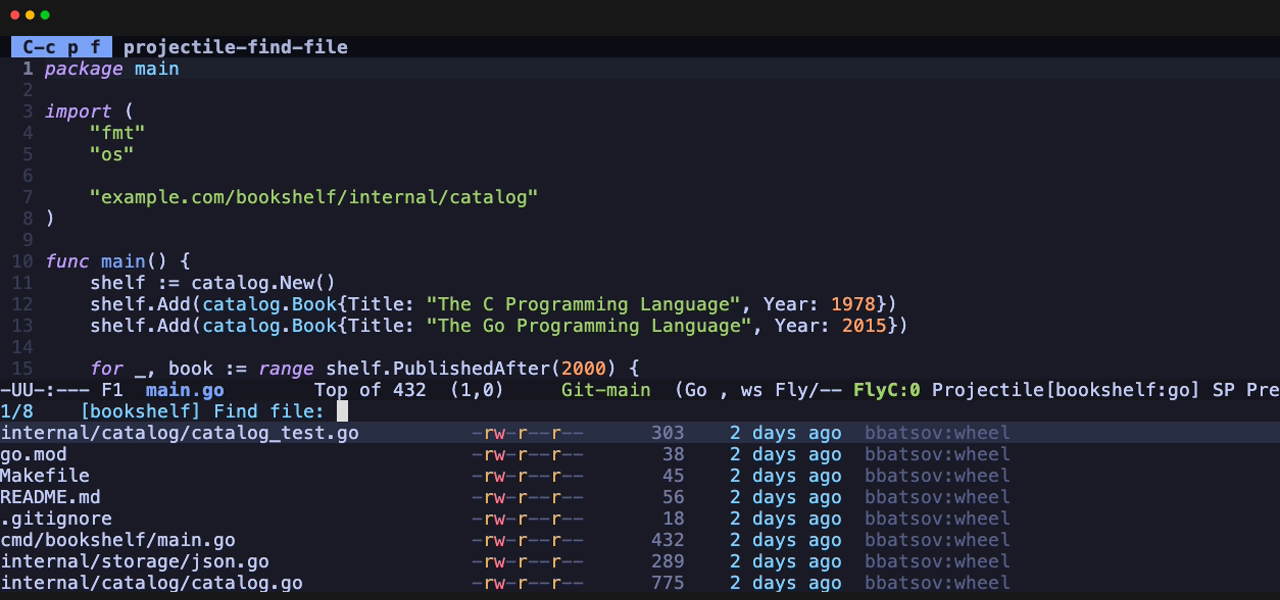 C-c p f projectile-find-file
1 package main
2
3 import (
4     "fmt"
5     "os"
6
7     "example.com/bookshelf/internal/catalog"
8 )
9
10 func main() {
11     shelf := catalog.New()
12     shelf.Add(catalog.Book{Title: "The C Programming Language", Year: 1978})
13     shelf.Add(catalog.Book{Title: "The Go Programming Language", Year: 2015})
14
15     for _, book := range shelf.PublishedAfter(2000) {
-UU-:--- F1  main.go        Top of 432  (1,0)     Git-main  (Go , ws Fly/-- FlyC:0 Projectile[bookshelf:go] SP Pre
1/8    [bookshelf] Find file:
internal/catalog/catalog_test.go          -rw-r--r--      303    2 days ago  bbatsov:wheel
go.mod                                    -rw-r--r--       38    2 days ago  bbatsov:wheel
Makefile                                  -rw-r--r--       45    2 days ago  bbatsov:wheel
README.md                                 -rw-r--r--       56    2 days ago  bbatsov:wheel
.gitignore                                -rw-r--r--       18    2 days ago  bbatsov:wheel
cmd/bookshelf/main.go                     -rw-r--r--      432    2 days ago  bbatsov:wheel
internal/storage/json.go                  -rw-r--r--      289    2 days ago  bbatsov:wheel
internal/catalog/catalog.go               -rw-r--r--      775    2 days ago  bbatsov:wheel